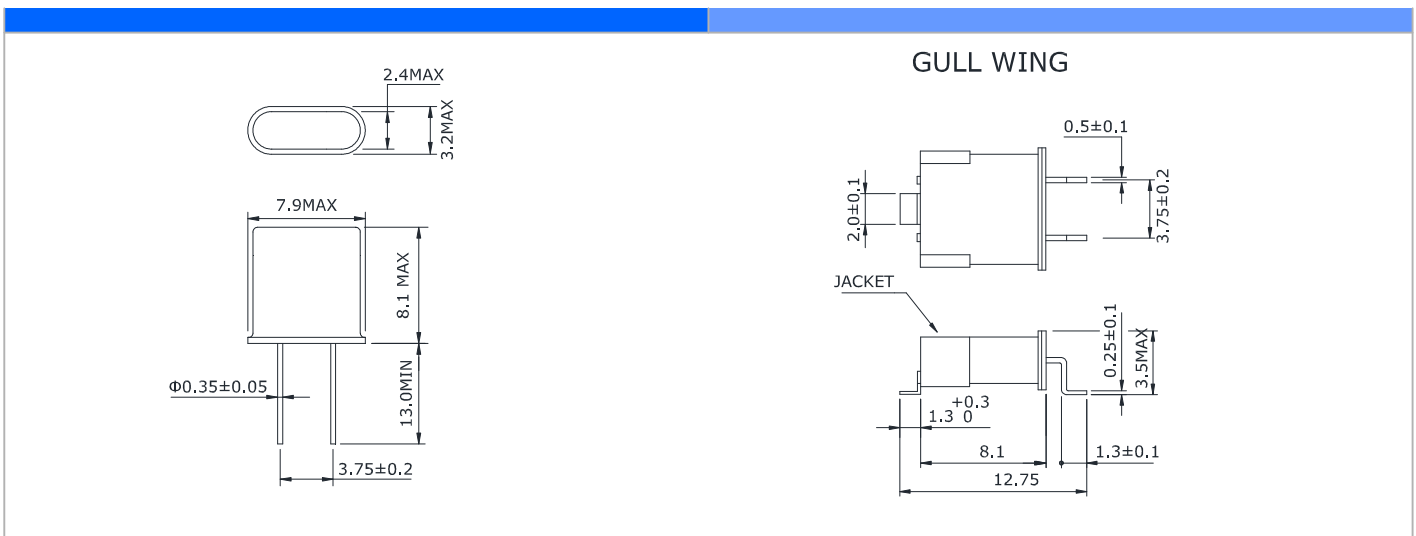 GULL WING
2.4MAX
3.2MAX
7.9MAX
8.1 MAX
13.0MIN
Φ0.35±0.05
3.75±0.2
0.5±0.1
2.0±0.1
3.75±0.2
JACKET
0.25±0.1
3.5MAX
+0.3
1.3 0
8.1
1.3±0.1
12.75